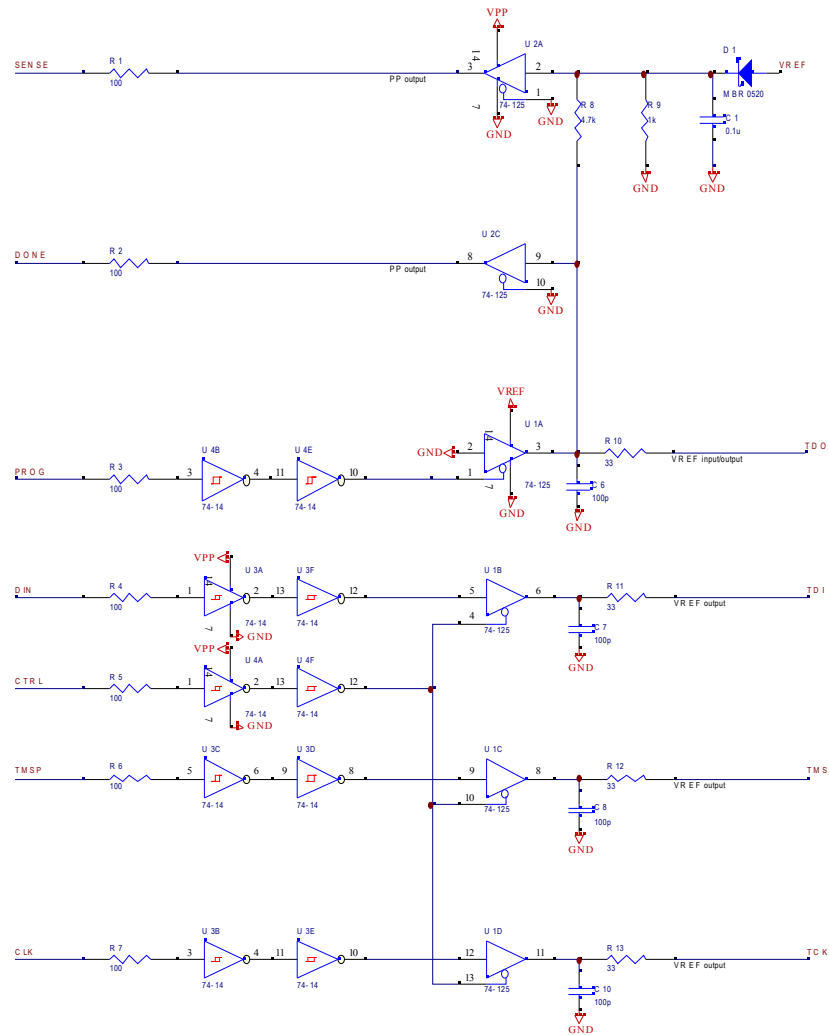 VPP
U 2A
D 1
SENSE
R 1
100
PP output
3
14
7
2
1
74-125
GND
GND
VREF
MBR 0520
R 8
4.7k
R 9
1k
C 1
0.1u
GND
GND
DONE
R 2
100
PP output
U 2C
8
9
10
74-125
GND
VREF
U 1A
PROG
R 3
100
U 4B
3
4
74-14
U 4E
11
10
74-14
GND
2
1
14
7
3
74-125
GND
R 10
33
VREF input/output
TDO
C 6
100p
GND
DIN
R 4
100
VPP
U 3A
1
14
2
7
74-14
GND
U 3F
13
12
74-14
U 1B
5
4
6
74-125
R 11
33
VREF output
TDI
C 7
100p
GND
CTRL
R 5
100
VPP
U 4A
1
14
2
7
74-14
GND
U 4F
13
12
74-14
TMSP
R 6
100
U 3C
5
6
74-14
U 3D
9
8
74-14
U 1C
9
10
8
74-125
R 12
33
VREF output
TMS
C 8
100p
GND
CLK
R 7
100
U 3B
3
4
74-14
U 3E
11
10
74-14
U 1D
12
13
11
74-125
R 13
33
VREF output
TCK
C 10
100p
GND